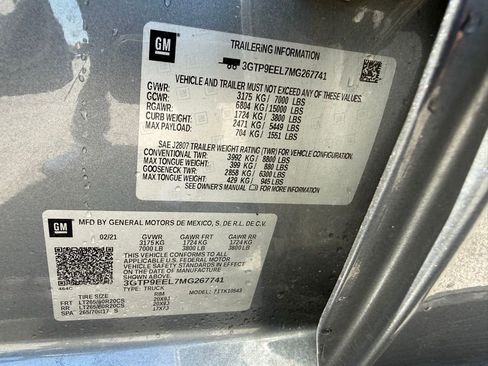 GM
TRAILERING INFORMATION
3GTP9EEL7MG267741
VEHICLE AND TRAILER MUST NOT EXCEED ANY OF THESE VALUES.
GVWR: 3175 KG / 7000 LBS
GCWR: 6804 KG / 15000 LBS
RGAWR: 1724 KG / 3800 LBS
CURB WEIGHT: 2471 KG / 5449 LBS
MAX PAYLOAD: 704 KG / 1551 LBS
SAE J2807 TRAILER WEIGHT RATING (TWR) FOR VEHICLE CONFIGURATION
CONVENTIONAL TWR: 3992 KG / 8800 LBS
MAX TONGUE WEIGHT: 399 KG / 880 LBS
GOOSENECK TWR: 2858 KG / 6300 LBS
MAX TONGUE WEIGHT: 429 KG / 945 LBS
SEE OWNER'S MANUAL FOR ADDITIONAL INFORMATION
GM
MFD BY GENERAL MOTORS DE MEXICO, S. DE R.L. DE C.V.
02/21 GVWR GAWR FRT GAWR RR
3175 KG 1724 KG 1724 KG
7000 LB 3800 LB 3800 LB
THIS VEHICLE CONFORMS TO ALL APPLICABLE
U.S. FEDERAL MOTOR
VEHICLE SAFETY STANDARDS IN EFFECT ON
THE DATE OF MANUFACTURE
SHOWN ABOVE.
3GTP9EEL7MG267741
TYPE: TRUCK MODEL: T1TK10543
TIRE SIZE RIM
FRT LT265/60R20CS 20X9J
RR LT265/60R20CS 20X9J
SPA 265/70R17 S 17X7J